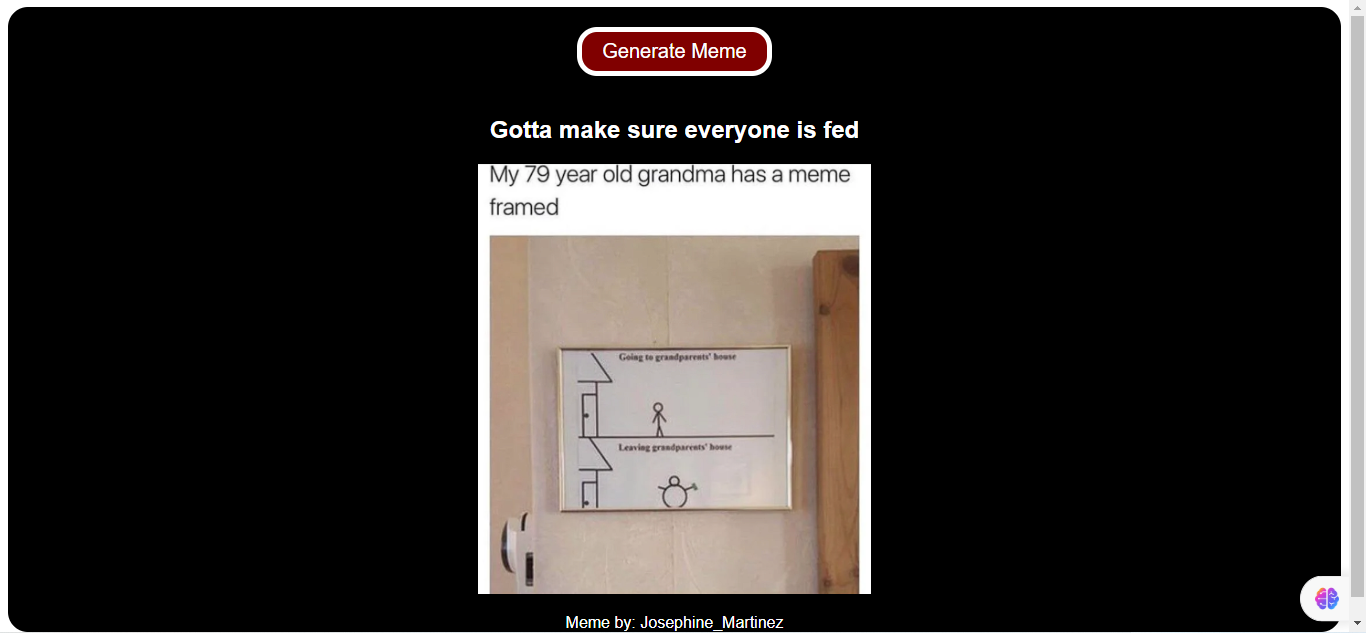 Generate Meme
Gotta make sure everyone is fed
My 79 year old grandma has a meme
framed
Going to grandparents' house
Leaving grandparents' house
Meme by: Josephine_Martinez